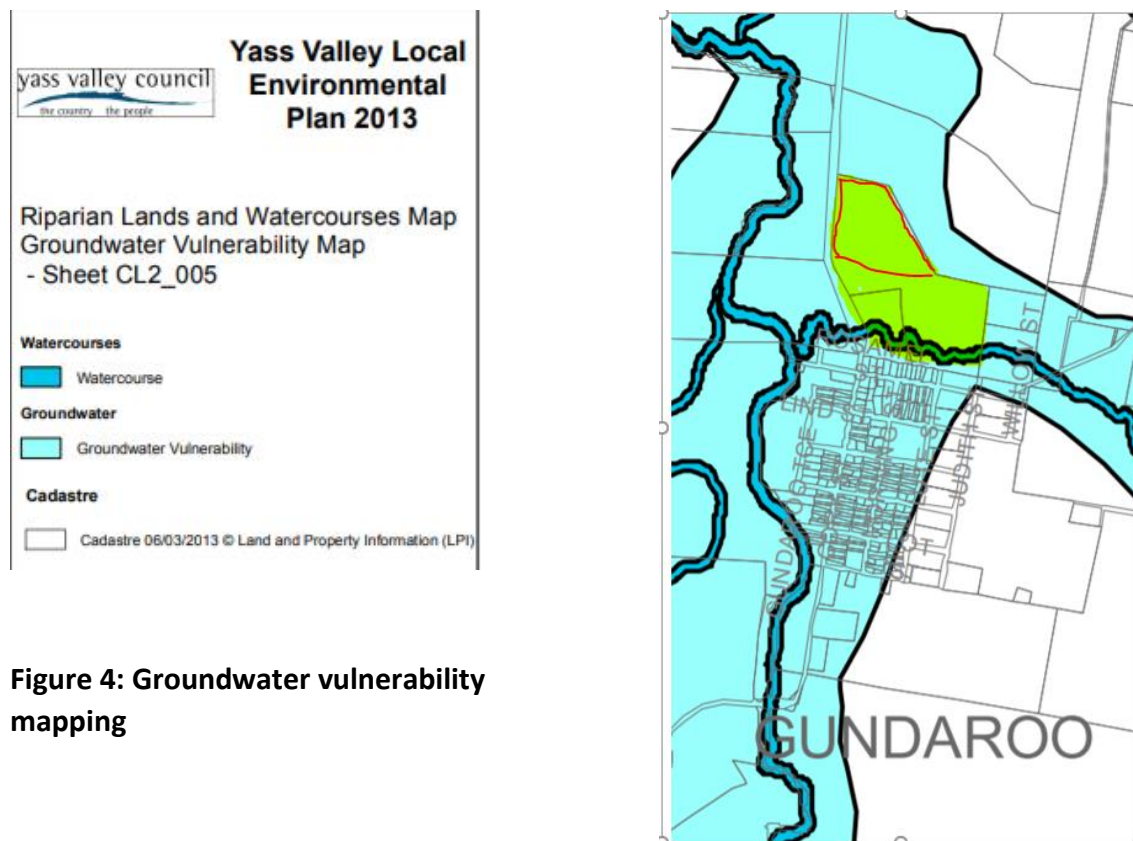 yass valley council
the country the people
Yass Valley Local
Environmental
Plan 2013
Riparian Lands and Watercourses Map
Groundwater Vulnerability Map
- Sheet CL2_005
Watercourses
Watercourse
Groundwater
Groundwater Vulnerability
Cadastre
Cadastre 06/03/2013 © Land and Property Information (LPI)
Figure 4: Groundwater vulnerability
mapping
JUDITH S
GUNDAROO